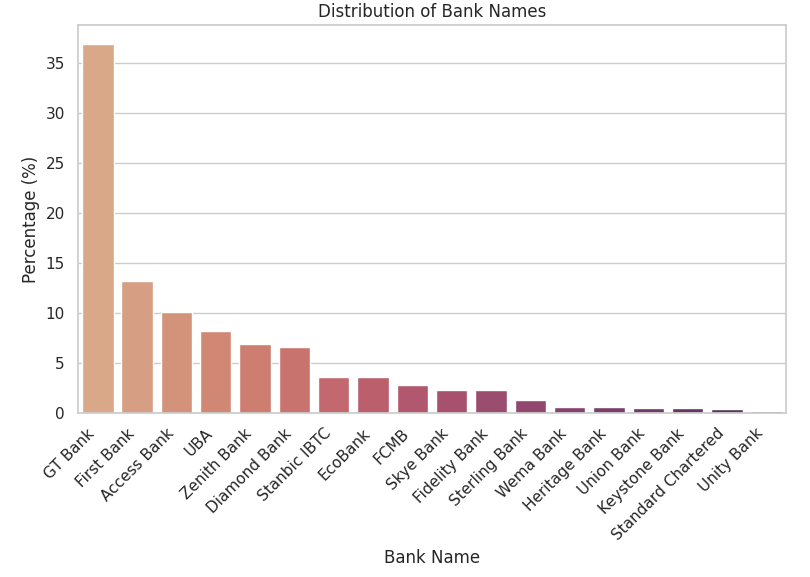 Distribution of Bank Names
Percentage (%)
35
30
25
20
15
10
5
0
GT Bank
First Bank
Access Bank
UBA
Zenith Bank
Diamond Bank
Stanbic IBTC
EcoBank
FCMB
Skye Bank
Fidelity Bank
Sterling Bank
Wema Bank
Heritage Bank
Union Bank
Keystone Bank
Standard Chartered
Unity Bank
Bank Name